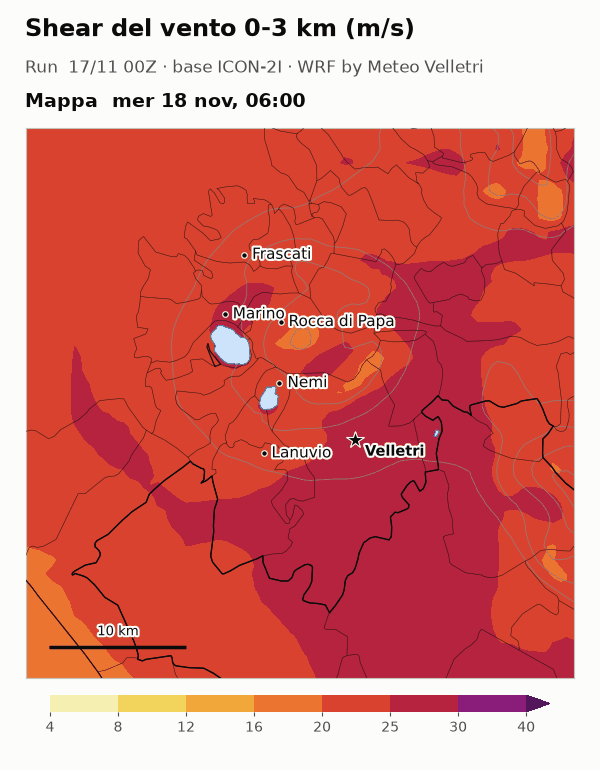 Shear del vento 0-3 km (m/s)
Run  17/11 00Z · base ICON-2I · WRF by Meteo Velletri
Mappa  mer 18 nov, 06:00
Frascati
Marino
Rocca di Papa
Nemi
Velletri
Lanuvio
10 km
4 8 12 16 20 25 30 40